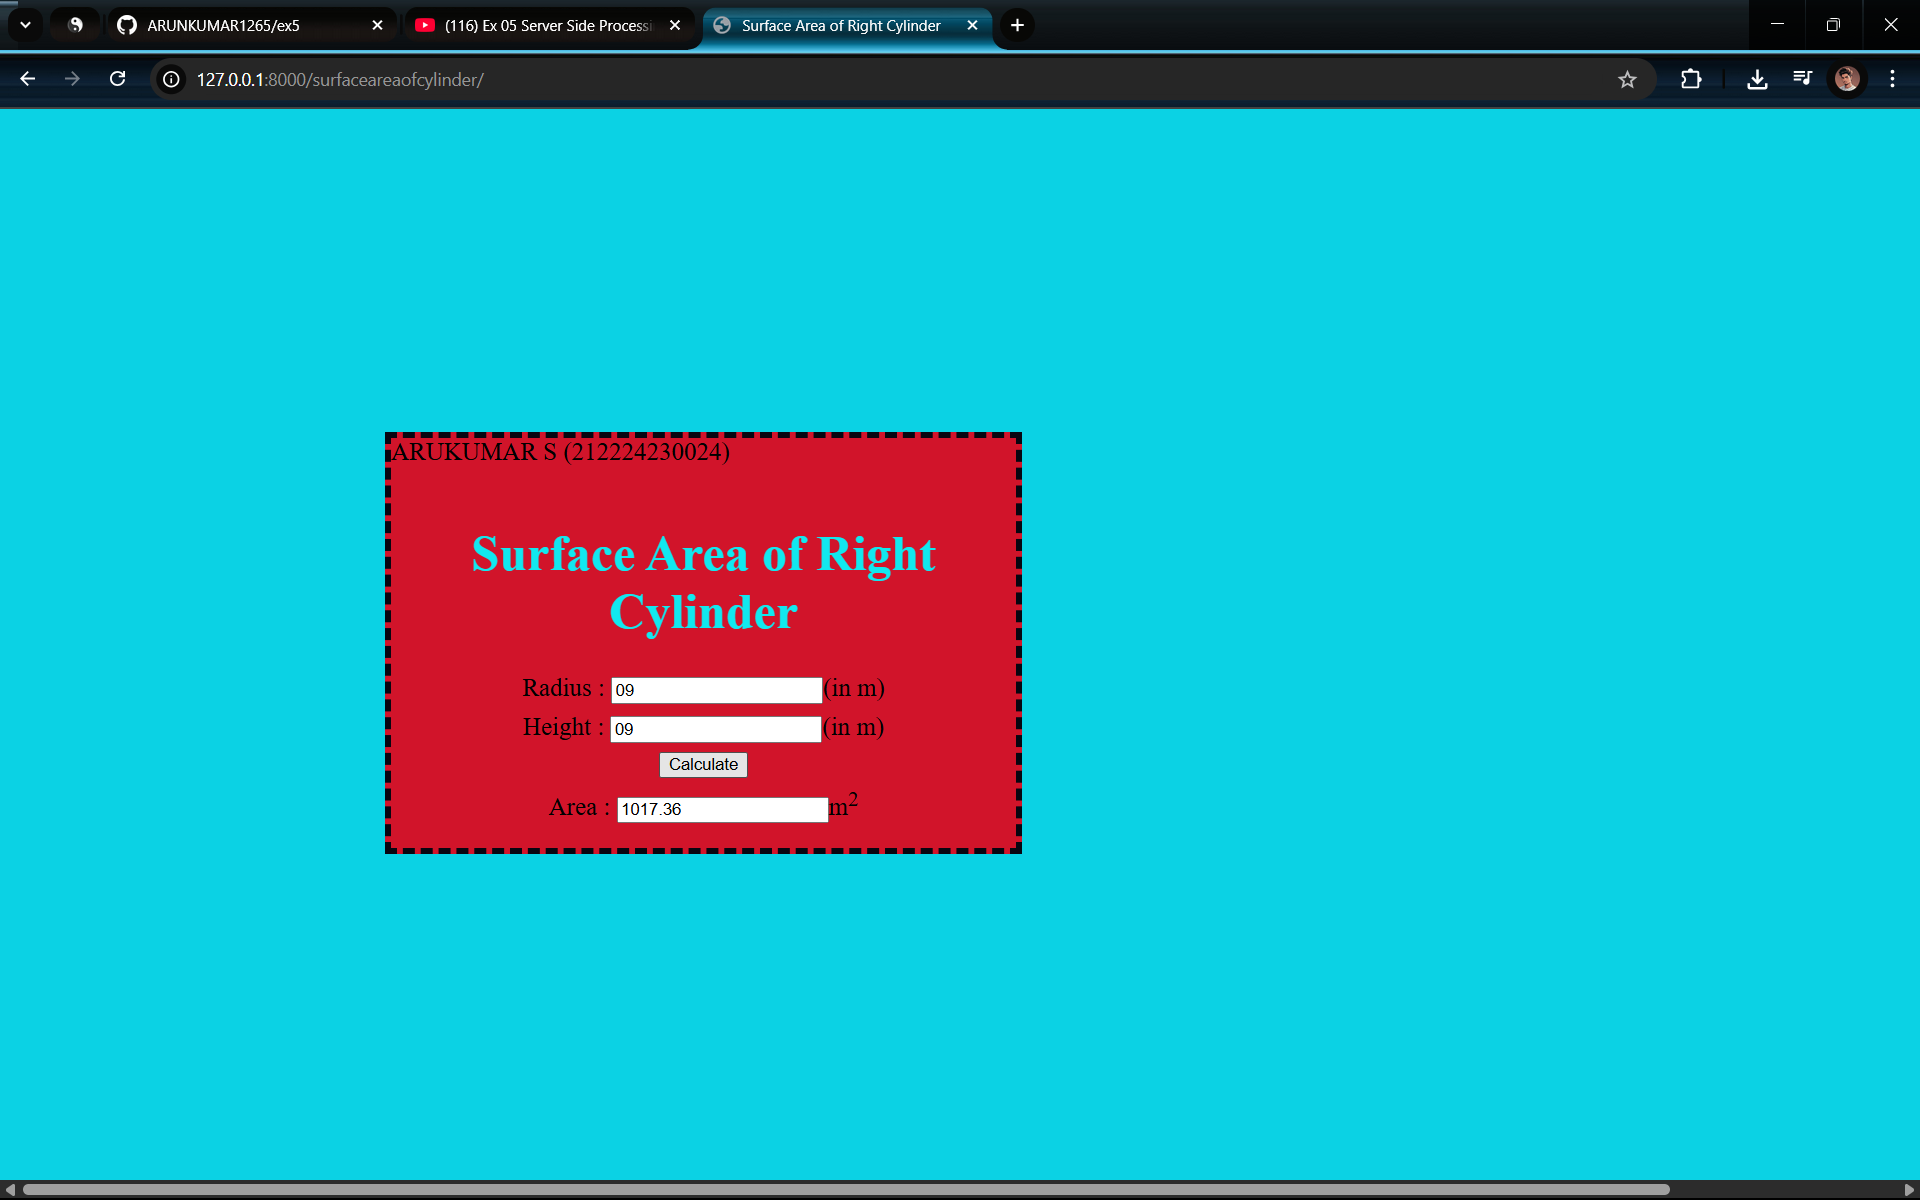 ARUNKUMAR1265/ex5
(116) Ex 05 Server Side Processi
Surface Area of Right Cylinder
127.0.0.1:8000/surfaceareaofcylinder/
ARUKUMAR S (212224230024)
Surface Area of Right
Cylinder
Radius : 09 (in m)
Height : 09 (in m)
Calculate
Area : 1017.36 m²